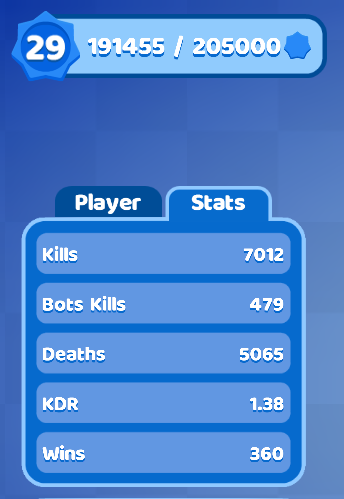 29 191455 / 205000
Player Stats
Kills 7012
Bots Kills 479
Deaths 5065
KDR 1.38
Wins 360